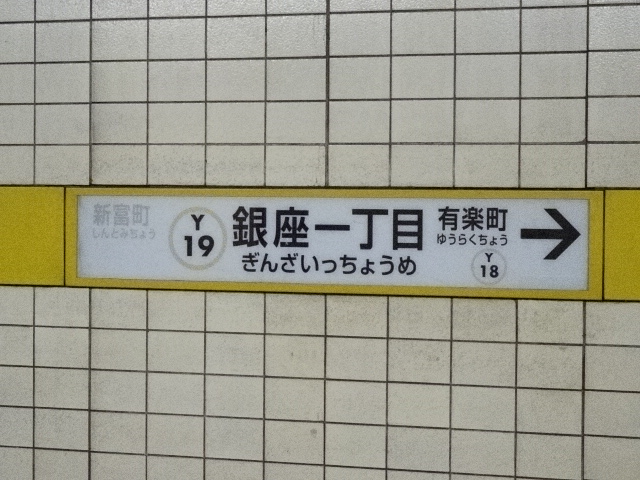 新富町
しんとみちょう
Y
19
銀座一丁目
ぎんざいっちょうめ
有楽町
ゆうらくちょう
Y
18